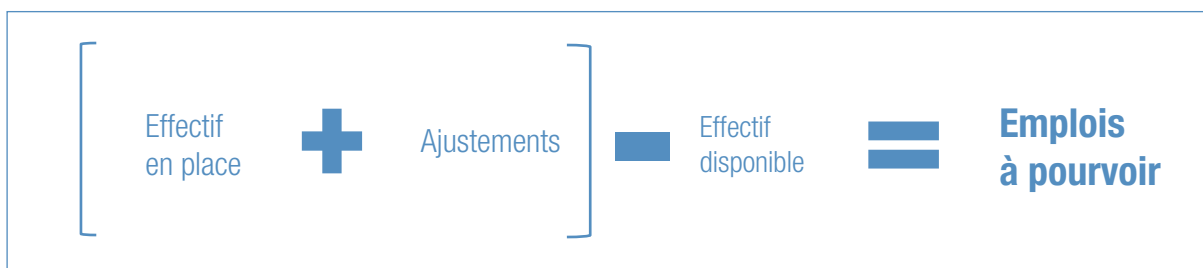 Effectif
en place
Ajustements
Effectif
disponible
Emplois
à pourvoir